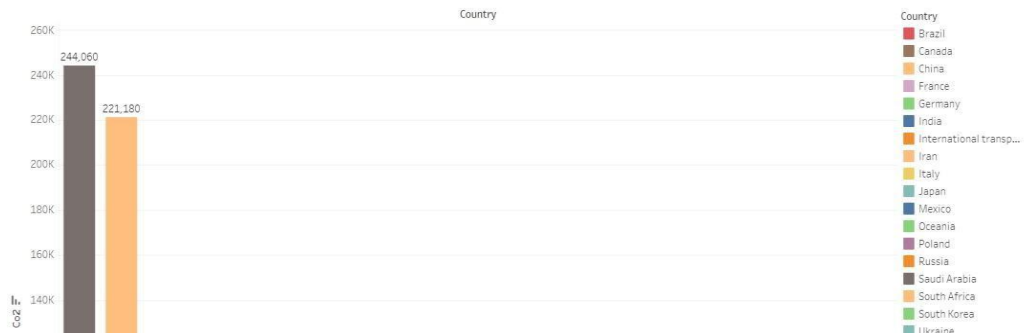 Country
260K
244,060
240K
221,180
220K
200K
180K
160K
140K
Co2
Country
Brazil
Canada
China
France
Germany
India
International transp...
Iran
Italy
Japan
Mexico
Oceania
Poland
Russia
Saudi Arabia
South Africa
South Korea
Ukraine